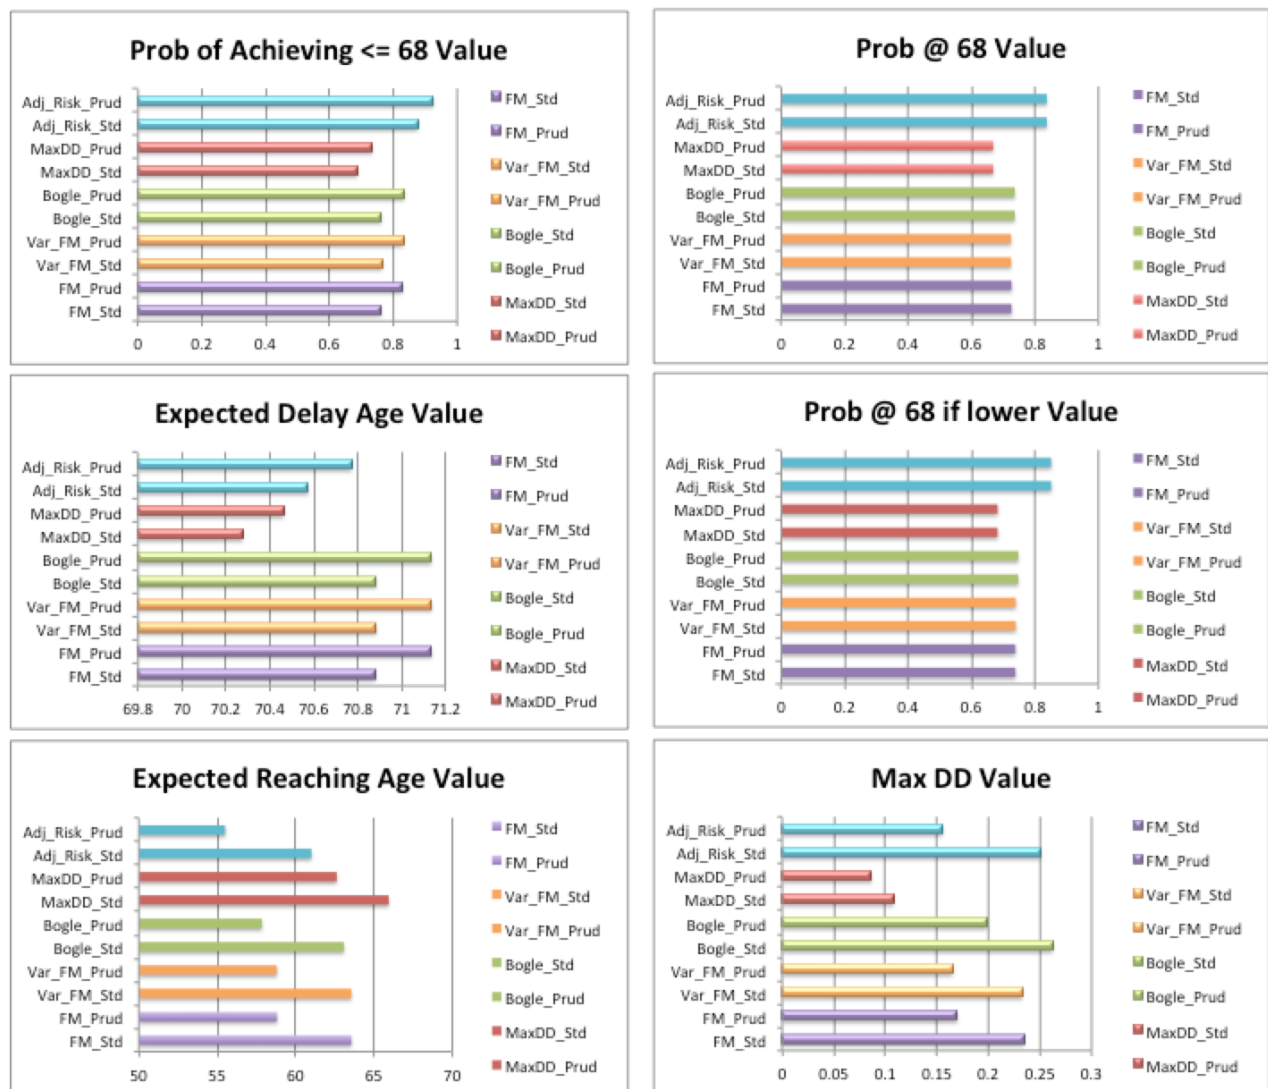 Prob of Achieving <= 68 Value
Adj_Risk_Prud
Adj_Risk_Std
MaxDD_Prud
MaxDD_Std
Bogle_Prud
Bogle_Std
Var_FM_Prud
Var_FM_Std
FM_Prud
FM_Std
0 0.2 0.4 0.6 0.8 1
FM_Std
FM_Prud
Var_FM_Std
Var_FM_Prud
Bogle_Std
Bogle_Prud
MaxDD_Std
MaxDD_Prud
Prob @ 68 Value
Adj_Risk_Prud
Adj_Risk_Std
MaxDD_Prud
MaxDD_Std
Bogle_Prud
Bogle_Std
Var_FM_Prud
Var_FM_Std
FM_Prud
FM_Std
0 0.2 0.4 0.6 0.8 1
FM_Std
FM_Prud
Var_FM_Std
Var_FM_Prud
Bogle_Std
Bogle_Prud
MaxDD_Std
MaxDD_Prud
Expected Delay Age Value
Adj_Risk_Prud
Adj_Risk_Std
MaxDD_Prud
MaxDD_Std
Bogle_Prud
Bogle_Std
Var_FM_Prud
Var_FM_Std
FM_Prud
FM_Std
69.8 70 70.2 70.4 70.6 70.8 71 71.2
FM_Std
FM_Prud
Var_FM_Std
Var_FM_Prud
Bogle_Std
Bogle_Prud
MaxDD_Std
MaxDD_Prud
Prob @ 68 if lower Value
Adj_Risk_Prud
Adj_Risk_Std
MaxDD_Prud
MaxDD_Std
Bogle_Prud
Bogle_Std
Var_FM_Prud
Var_FM_Std
FM_Prud
FM_Std
0 0.2 0.4 0.6 0.8 1
FM_Std
FM_Prud
Var_FM_Std
Var_FM_Prud
Bogle_Std
Bogle_Prud
MaxDD_Std
MaxDD_Prud
Expected Reaching Age Value
Adj_Risk_Prud
Adj_Risk_Std
MaxDD_Prud
MaxDD_Std
Bogle_Prud
Bogle_Std
Var_FM_Prud
Var_FM_Std
FM_Prud
FM_Std
50 55 60 65 70
FM_Std
FM_Prud
Var_FM_Std
Var_FM_Prud
Bogle_Std
Bogle_Prud
MaxDD_Std
MaxDD_Prud
Max DD Value
Adj_Risk_Prud
Adj_Risk_Std
MaxDD_Prud
MaxDD_Std
Bogle_Prud
Bogle_Std
Var_FM_Prud
Var_FM_Std
FM_Prud
FM_Std
0 0.05 0.1 0.15 0.2 0.25 0.3
FM_Std
FM_Prud
Var_FM_Std
Var_FM_Prud
Bogle_Std
Bogle_Prud
MaxDD_Std
MaxDD_Prud